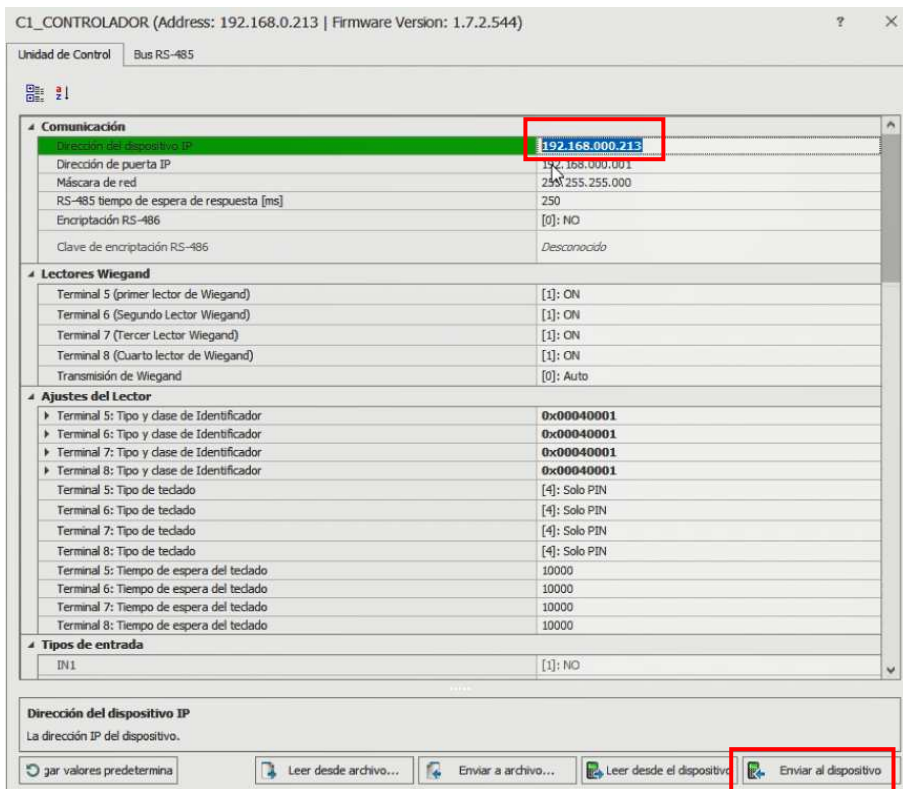 C1_CONTROLADOR (Address: 192.168.0.213 | Firmware Version: 1.7.2.544) ?
Unidad de Control Bus RS-485
Comunicación
Dirección del dispositivo IP 192.168.000.213
Dirección de puerta IP 192.168.000.001
Máscara de red 255.255.255.000
RS-485 tiempo de espera de respuesta [ms] 250
Encriptación RS-486 [0]: NO
Clave de encriptación RS-486 Desconocido
Lectores Wiegand
Terminal 5 (primer lector de Wiegand) [1]: ON
Terminal 6 (Segundo Lector Wiegand) [1]: ON
Terminal 7 (Tercer Lector Wiegand) [1]: ON
Terminal 8 (Cuarto lector de Wiegand) [1]: ON
Transmisión de Wiegand [0]: Auto
Ajustes del Lector
Terminal 5: Tipo y clase de Identificador 0x00040001
Terminal 6: Tipo y clase de Identificador 0x00040001
Terminal 7: Tipo y clase de Identificador 0x00040001
Terminal 8: Tipo y clase de Identificador 0x00040001
Terminal 5: Tipo de teclado [4]: Solo PIN
Terminal 6: Tipo de teclado [4]: Solo PIN
Terminal 7: Tipo de teclado [4]: Solo PIN
Terminal 8: Tipo de teclado [4]: Solo PIN
Terminal 5: Tiempo de espera del teclado 10000
Terminal 6: Tiempo de espera del teclado 10000
Terminal 7: Tiempo de espera del teclado 10000
Terminal 8: Tiempo de espera del teclado 10000
Tipos de entrada
IN1 [1]: NO
Dirección del dispositivo IP
La dirección IP del dispositivo.
gar valores predetermina Leer desde archivo... Enviar a archivo... Leer desde el dispositivo Enviar al dispositivo